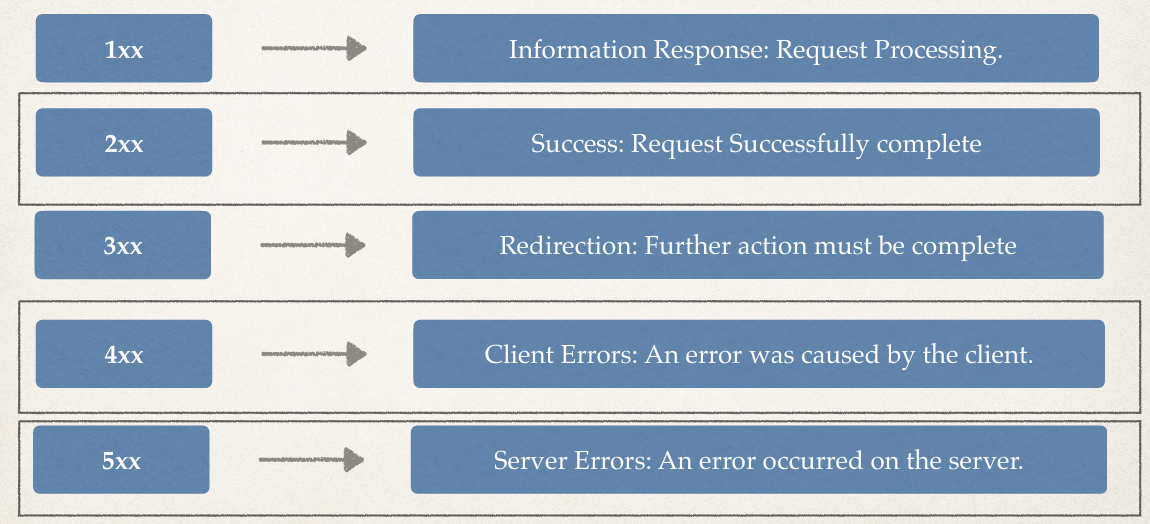 1xx Information Response: Request Processing.
2xx Success: Request Successfully complete
3xx Redirection: Further action must be complete
4xx Client Errors: An error was caused by the client.
5xx Server Errors: An error occurred on the server.